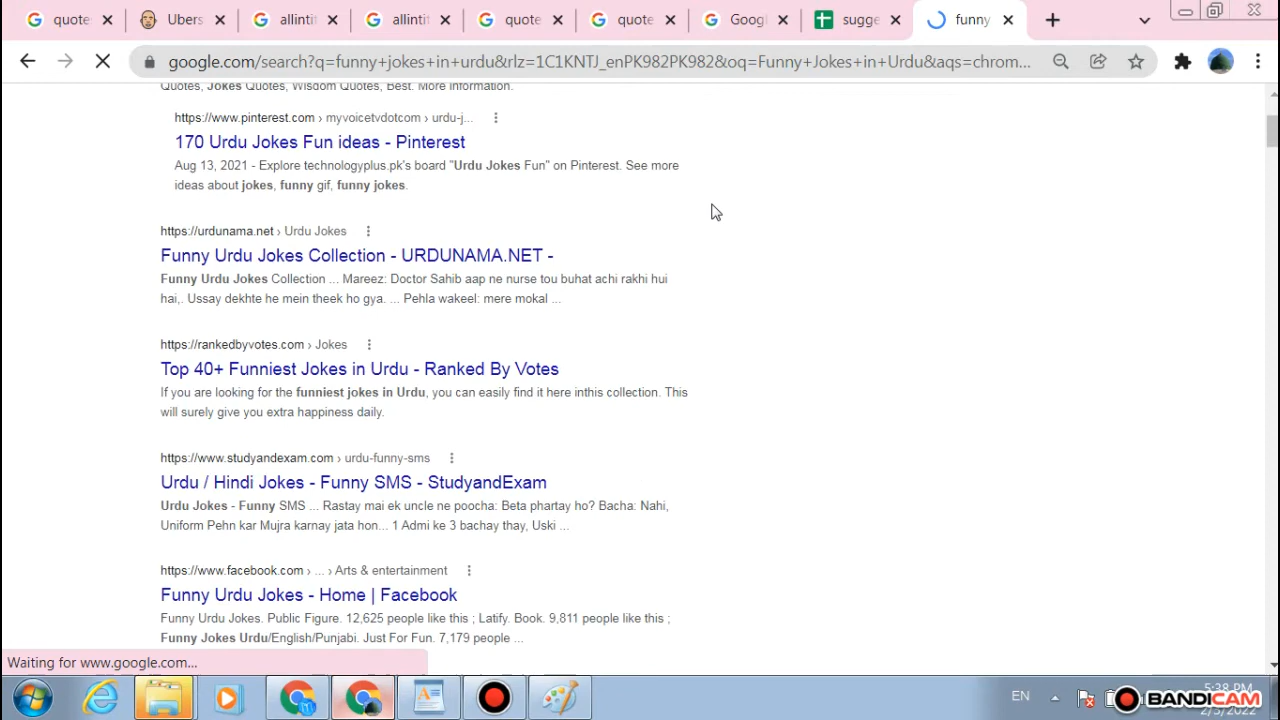 quote
Ubers
allintit
allintit
quote
quote
Googl
sugge
funny
google.com/search?q=funny+jokes+in+urdu&rlz=1C1KNTJ_enPK982PK982&oq=Funny+Jokes+in+Urdu&aqs=chrom...
Quotes, Jokes Quotes, Wisdom Quotes, Best. More information.
https://www.pinterest.com › myvoicetvdotcom › urdu-j...
170 Urdu Jokes Fun ideas - Pinterest
Aug 13, 2021 - Explore technologyplus.pk's board "Urdu Jokes Fun" on Pinterest. See more
ideas about jokes, funny gif, funny jokes.
https://urdunama.net › Urdu Jokes
Funny Urdu Jokes Collection - URDUNAMA.NET -
Funny Urdu Jokes Collection ... Mareez: Doctor Sahib aap ne nurse tou buhat achi rakhi hui
hai,. Ussay dekhte he mein theek ho gya. ... Pehla wakeel: mere mokal ...
https://rankedbyvotes.com › Jokes
Top 40+ Funniest Jokes in Urdu - Ranked By Votes
If you are looking for the funniest jokes in Urdu, you can easily find it here inthis collection. This
will surely give you extra happiness daily.
https://www.studyandexam.com › urdu-funny-sms
Urdu / Hindi Jokes - Funny SMS - StudyandExam
Urdu Jokes - Funny SMS ... Rastay mai ek uncle ne poocha: Beta phartay ho? Bacha: Nahi,
Uniform Pehn kar Mujra karnay jata hon... 1 Admi ke 3 bachay thay, Uski ...
https://www.facebook.com › ... › Arts & entertainment
Funny Urdu Jokes - Home | Facebook
Funny Urdu Jokes. Public Figure. 12,625 people like this ; Latify. Book. 9,811 people like this ;
Funny Jokes Urdu/English/Punjabi. Just For Fun. 7,179 people ...
Waiting for www.google.com...
EN
5:38 PM
BANDICAM
2/5/2022